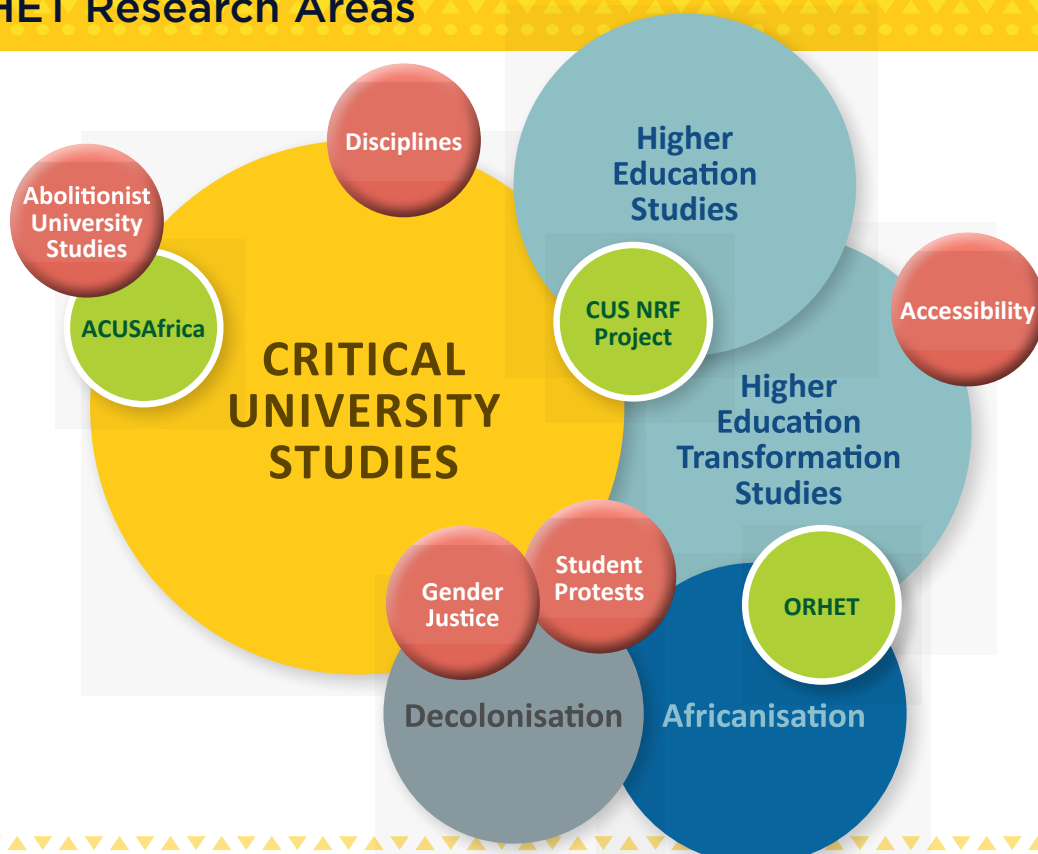 HET Research Areas
Disciplines
Higher
Education
Studies
Abolitionist
University
Studies
ACUSAfrica
CUS NRF
Project
Accessibility
CRITICAL
UNIVERSITY
STUDIES
Higher
Education
Transformation
Studies
Student
Protests
Gender
Justice
ORHET
Decolonisation
Africanisation